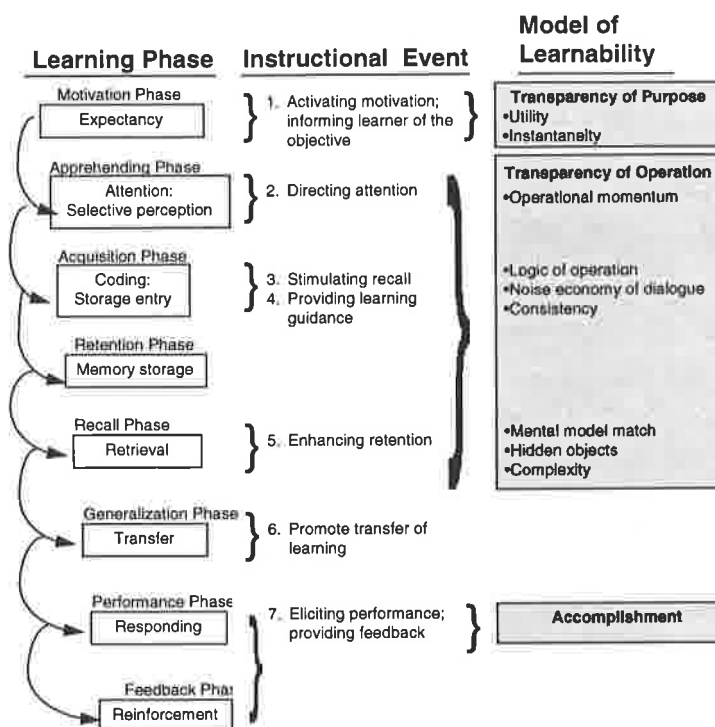 Model of
Learnability
Learning Phase
Instructional Event
Motivation Phase
Expectancy
1. Activating motivation;
informing learner of the
objective
Transparency of Purpose
•Utility
•Instantaneity
Apprehending Phase
Attention:
Selective perception
2. Directing attention
Transparency of Operation
•Operational momentum
Acquisition Phase
Coding:
Storage entry
3. Stimulating recall
4. Providing learning
guidance
•Logic of operation
•Noise economy of dialogue
•Consistency
Retention Phase
Memory storage
Recall Phase
Retrieval
5. Enhancing retention
•Mental model match
•Hidden objects
•Complexity
Generalization Phase
Transfer
6. Promote transfer of
learning
Performance Phase
Responding
7. Eliciting performance;
providing feedback
Accomplishment
Feedback Phas
Reinforcement